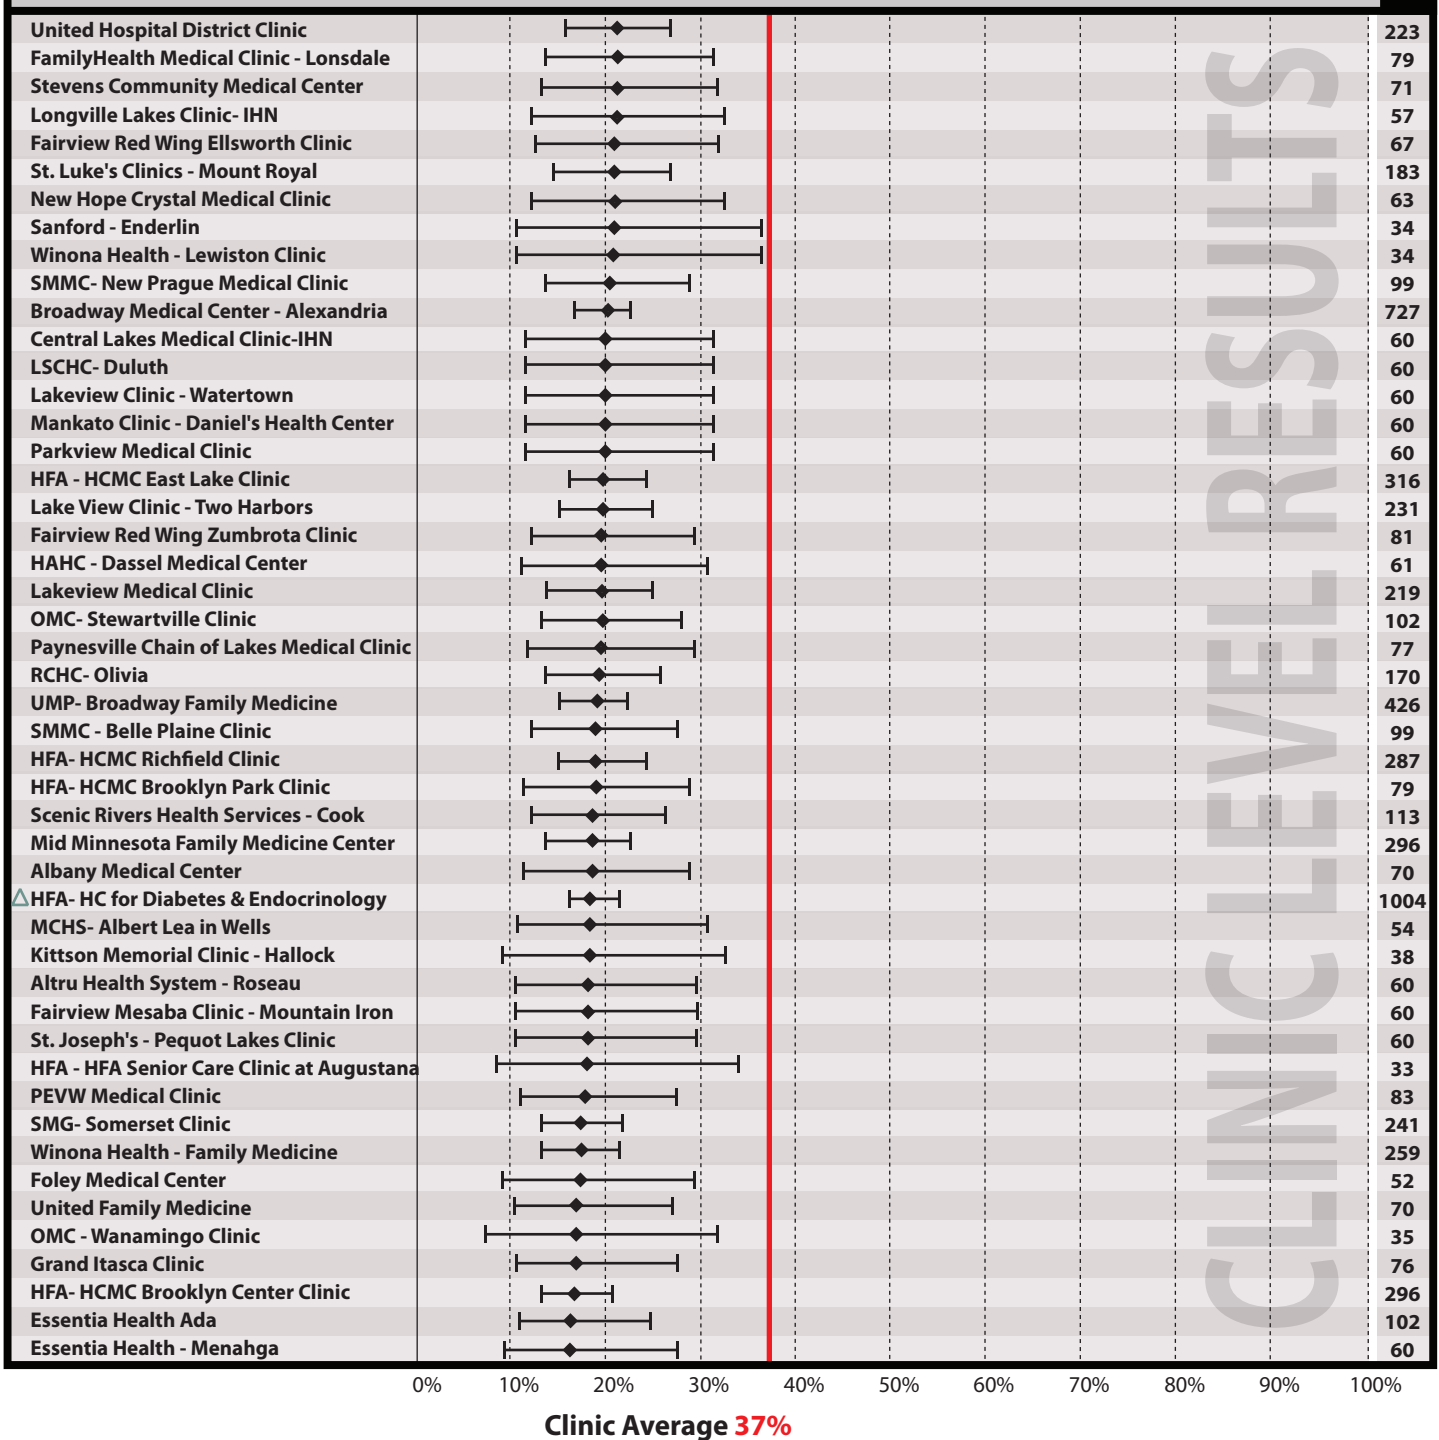 United Hospital District Clinic 223
FamilyHealth Medical Clinic - Lonsdale 79
Stevens Community Medical Center 71
Longville Lakes Clinic- IHN 57
Fairview Red Wing Ellsworth Clinic 67
St. Luke's Clinics - Mount Royal 183
New Hope Crystal Medical Clinic 63
Sanford - Enderlin 34
Winona Health - Lewiston Clinic 34
SMMC- New Prague Medical Clinic 99
Broadway Medical Center - Alexandria 727
Central Lakes Medical Clinic-IHN 60
LSCHC- Duluth 60
Lakeview Clinic - Watertown 60
Mankato Clinic - Daniel's Health Center 60
Parkview Medical Clinic 60
HFA - HCMC East Lake Clinic 316
Lake View Clinic - Two Harbors 231
Fairview Red Wing Zumbrota Clinic 81
HAHC - Dassel Medical Center 61
Lakeview Medical Clinic 219
OMC- Stewartville Clinic 102
Paynesville Chain of Lakes Medical Clinic 77
RCHC- Olivia 170
UMP- Broadway Family Medicine 426
SMMC - Belle Plaine Clinic 99
HFA- HCMC Richfield Clinic 287
HFA- HCMC Brooklyn Park Clinic 79
Scenic Rivers Health Services - Cook 113
Mid Minnesota Family Medicine Center 296
Albany Medical Center 70
△HFA- HC for Diabetes & Endocrinology 1004
MCHS- Albert Lea in Wells 54
Kittson Memorial Clinic - Hallock 38
Altru Health System - Roseau 60
Fairview Mesaba Clinic - Mountain Iron 60
St. Joseph's - Pequot Lakes Clinic 60
HFA - HFA Senior Care Clinic at Augustana 33
PEVW Medical Clinic 83
SMG- Somerset Clinic 241
Winona Health - Family Medicine 259
Foley Medical Center 52
United Family Medicine 70
OMC - Wanamingo Clinic 35
Grand Itasca Clinic 76
HFA- HCMC Brooklyn Center Clinic 296
Essentia Health Ada 102
Essentia Health - Menahga 60
CLINIC LEVEL RESULTS
0% 10% 20% 30% 40% 50% 60% 70% 80% 90% 100%
Clinic Average 37%